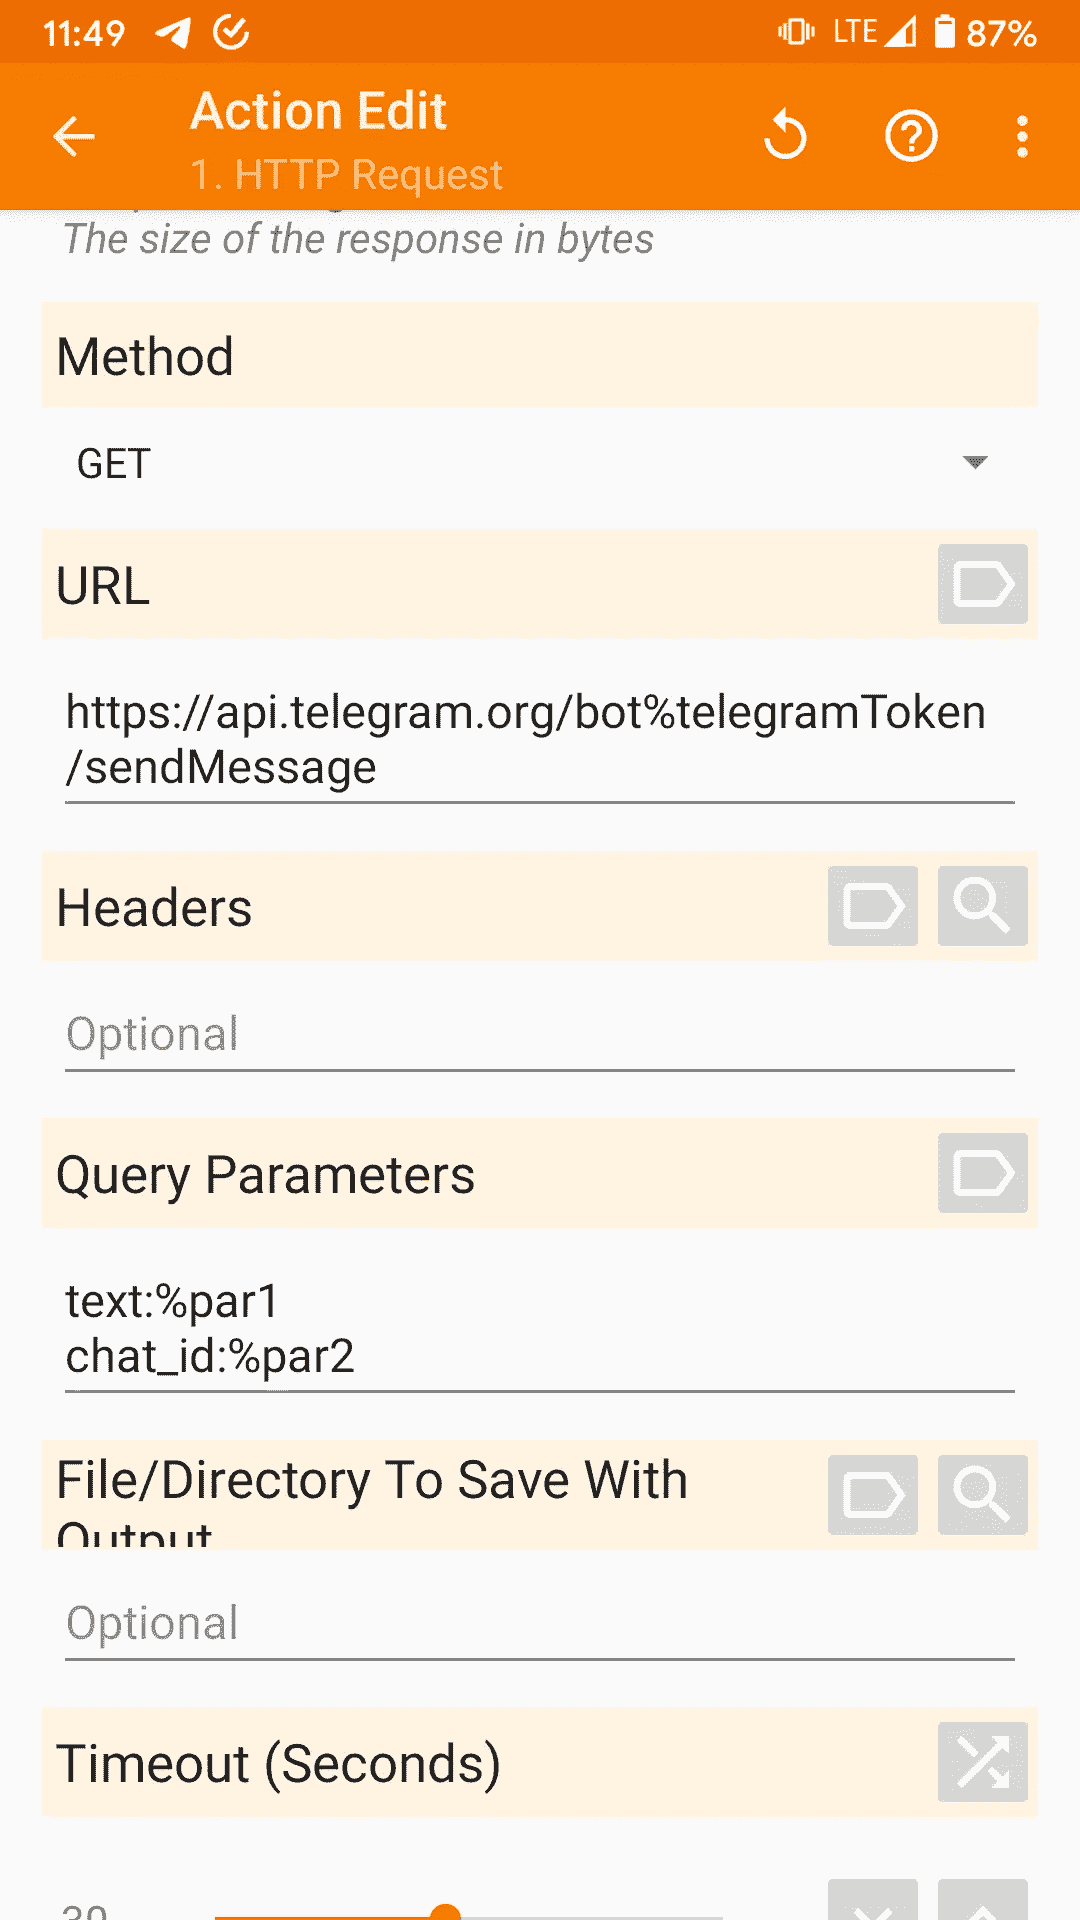 11:49 LTE 87%
Action Edit
1. HTTP Request
The size of the response in bytes
Method
GET
URL
https://api.telegram.org/bot%telegramToken
/sendMessage
Headers
Optional
Query Parameters
text:%par1
chat_id:%par2
File/Directory To Save With
Output
Optional
Timeout (Seconds)
30